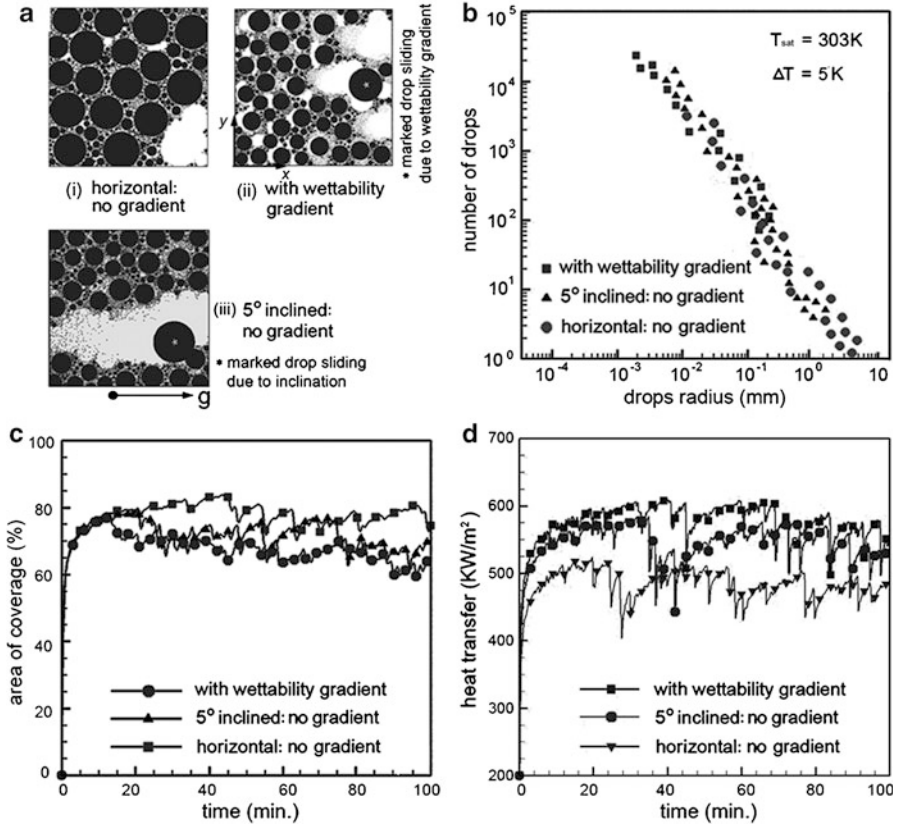 a
(i) horizontal:
no gradient
y
x
(ii) with wettability
gradient
* marked drop sliding
due to wettability gradient
*
(iii) 5° inclined:
no gradient
*
* marked drop sliding
due to inclination
g
b
number of drops
10⁵
10⁴
10³
10²
10¹
10⁰
T sat = 303K
ΔT = 5 K
with wettability gradient
5° inclined: no gradient
horizontal: no gradient
10⁻⁴ 10⁻³ 10⁻² 10⁻¹ 10⁰ 10
drops radius (mm)
c
area of coverage (%)
100
80
60
40
20
0
with wettability gradient
5° inclined: no gradient
horizontal: no gradient
0 20 40 60 80 100
time (min.)
d
heat transfer (KW/m²)
700
600
500
400
300
200
with wettability gradient
5° inclined: no gradient
horizontal: no gradient
0 20 40 60 80 100
time (min.)